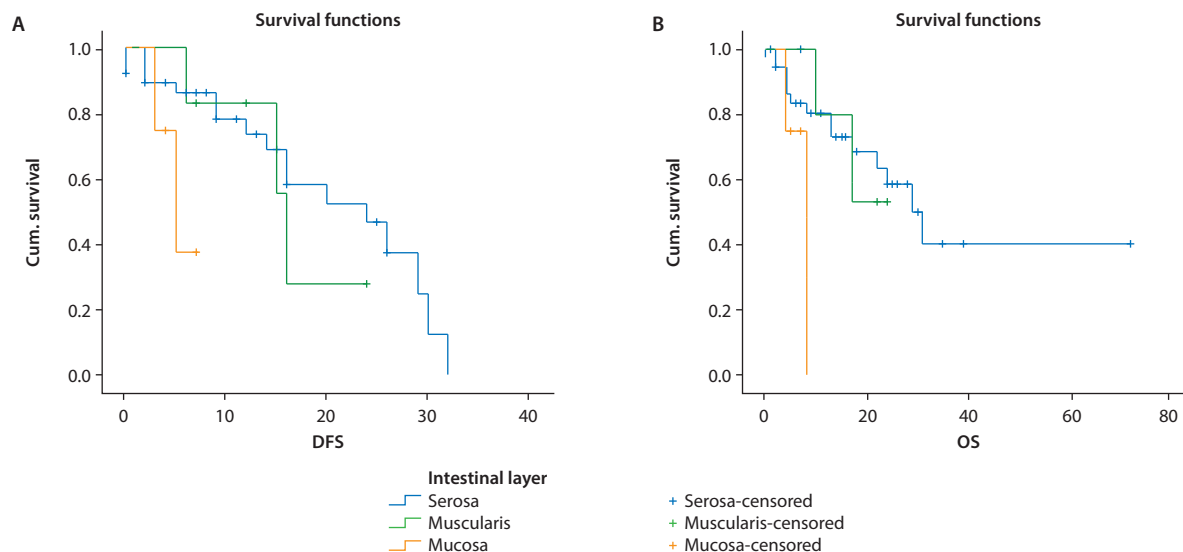 A
Survival functions
1.0
0.8
0.6
0.4
0.2
0.0
Cum. survival
0
10
20
30
40
DFS
B
Survival functions
1.0
0.8
0.6
0.4
0.2
0.0
Cum. survival
0
20
40
60
80
OS
Intestinal layer
Serosa
Muscularis
Mucosa
Serosa-censored
Muscularis-censored
Mucosa-censored